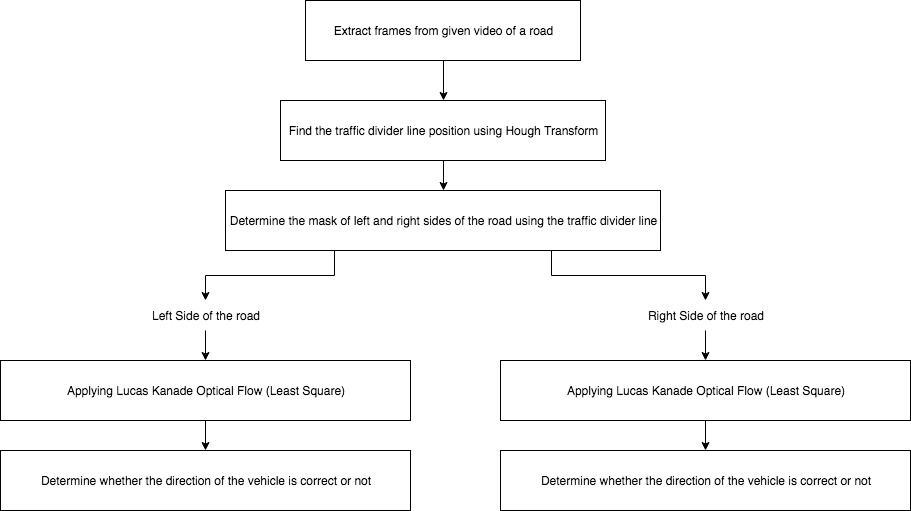 Extract frames from given video of a road
Find the traffic divider line position using Hough Transform
Determine the mask of left and right sides of the road using the traffic divider line
Left Side of the road
Right Side of the road
Applying Lucas Kanade Optical Flow (Least Square)
Applying Lucas Kanade Optical Flow (Least Square)
Determine whether the direction of the vehicle is correct or not
Determine whether the direction of the vehicle is correct or not